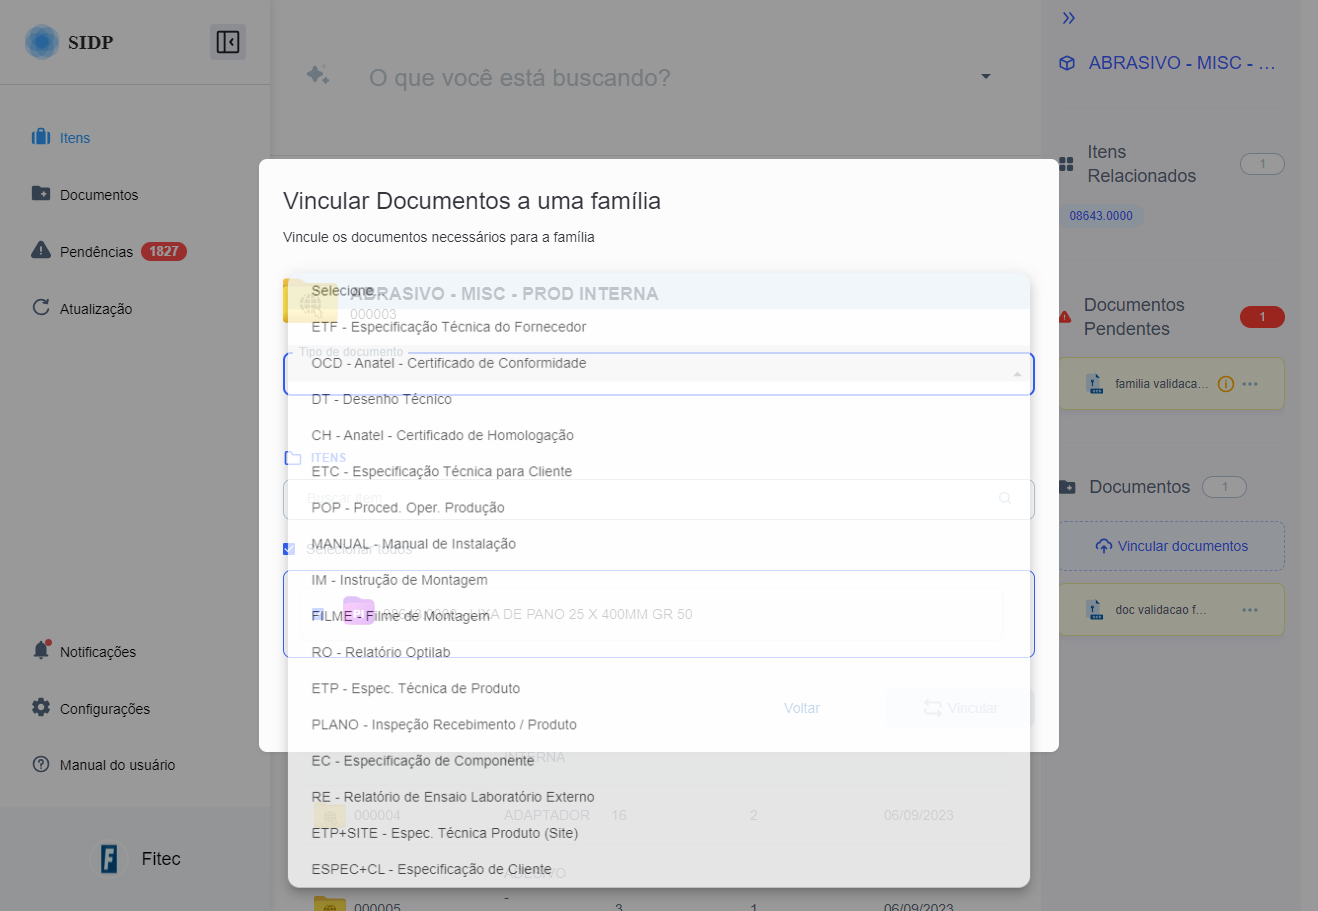 SIDP
Itens
Documentos
Pendências 1827
Atualização
Notificações
Configurações
Manual do usuário
Fitec
O que você está buscando?
Vincular Documentos a uma família
Vincule os documentos necessários para a família
ABRASIVO - MISC - PROD INTERNA
000003
Tipo de documento
Selecione
ETF - Especificação Técnica do Fornecedor
OCD - Anatel - Certificado de Conformidade
DT - Desenho Técnico
CH - Anatel - Certificado de Homologação
ITENS
ETC - Especificação Técnica para Cliente
Buscar item
POP - Proced. Oper. Produção
MANUAL - Manual de Instalação
Selecionar todos
IM - Instrução de Montagem
FILME - Filme de Montagem
08643.0000 - LIXA DE PANO 25 X 400MM GR 50
RO - Relatório Optilab
ETP - Espec. Técnica de Produto
Voltar
Vincular
PLANO - Inspeção Recebimento / Produto
INTERNA
EC - Especificação de Componente
RE - Relatório de Ensaio Laboratório Externo
000004 ADAPTADOR 16 2 06/09/2023
ETP+SITE - Espec. Técnica Produto (Site)
ESPEC+CL - Especificação de Cliente
ADESIVO
-
000005 3 1 06/09/2023
ABRASIVO - MISC - ...
Itens
Relacionados 1
08643.0000
Documentos
Pendentes 1
familia validaca...
Documentos 1
Vincular documentos
doc validacao f...